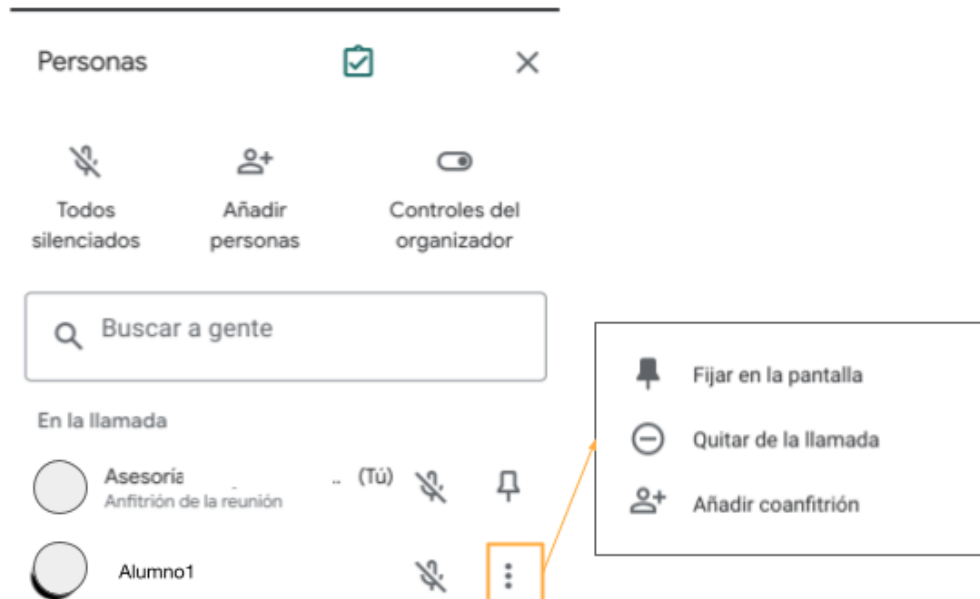 Personas
Todos
silenciados
Añadir
personas
Controles del
organizador
Buscar a gente
En la llamada
Asesoría (Tú)
Anfitrión de la reunión
Alumno1
Fijar en la pantalla
Quitar de la llamada
Añadir coanfitrión